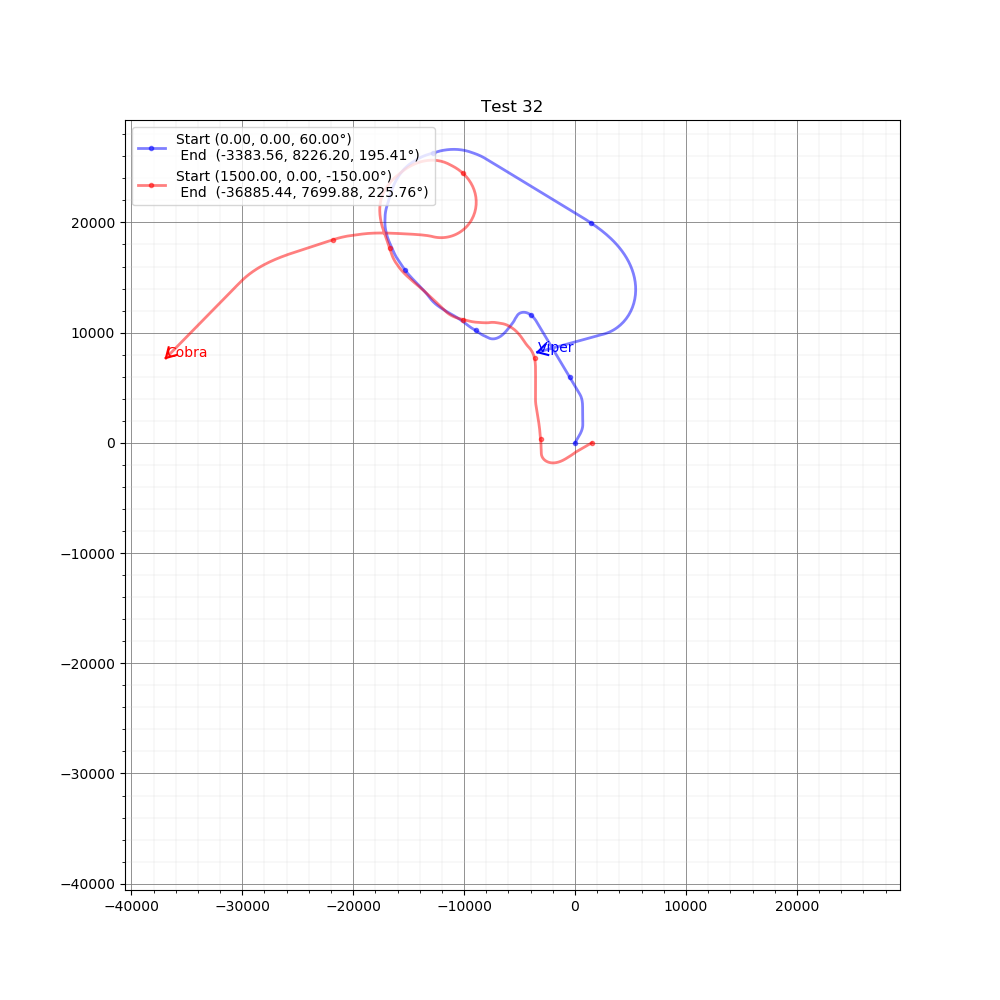 Test 32
Start (0.00, 0.00, 60.00°)
End  (-3383.56, 8226.20, 195.41°)
Start (1500.00, 0.00, -150.00°)
End  (-36885.44, 7699.88, 225.76°)
20000
10000
Viper
Cobra
0
−10000
−20000
−30000
−40000
−40000 −30000 −20000 −10000 0 10000 20000